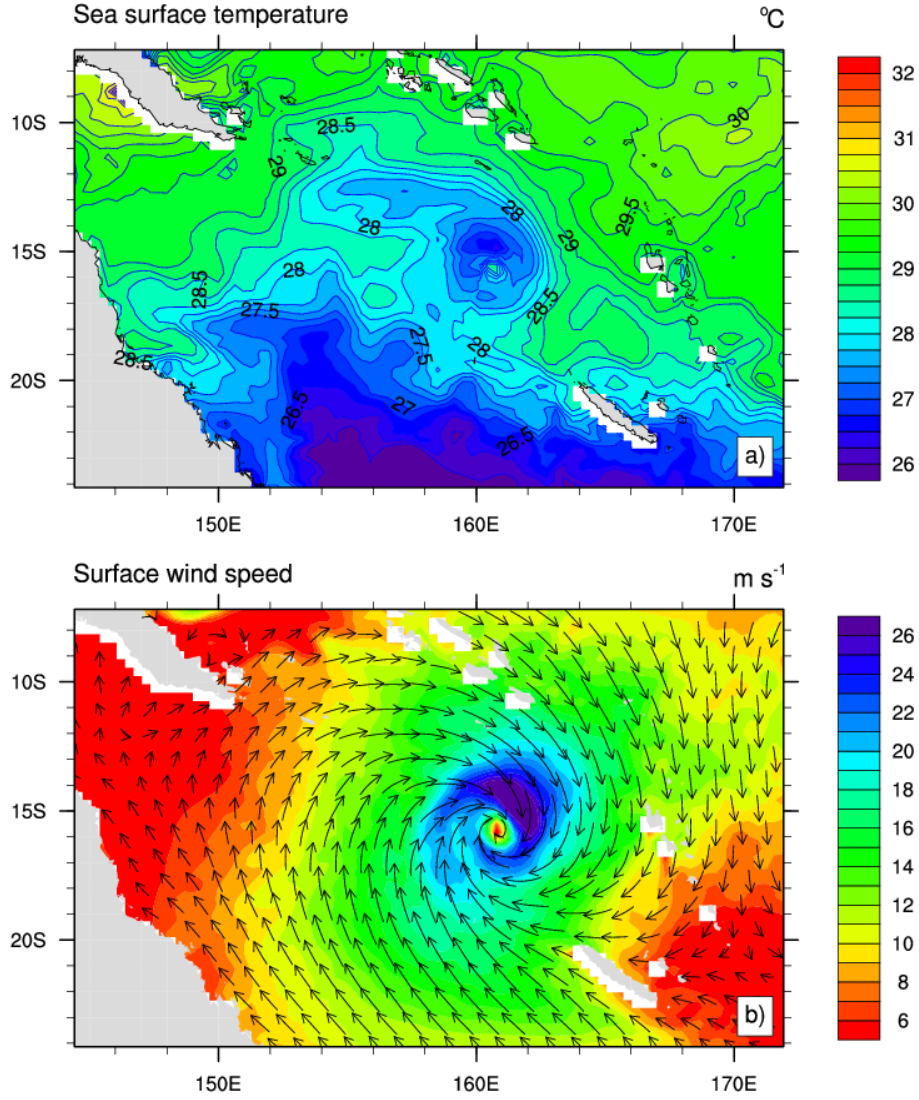 Sea surface temperature
°C
32
31
30
29
28
27
26
10S
15S
20S
150E
160E
170E
28.5
29
30
29.5
28
28
29
28
28.5
28.5
27.5
28.5
27.5
28
26.5
27
26.5
a)
Surface wind speed
m s-1
26
24
22
20
18
16
14
12
10
8
6
10S
15S
20S
150E
160E
170E
b)